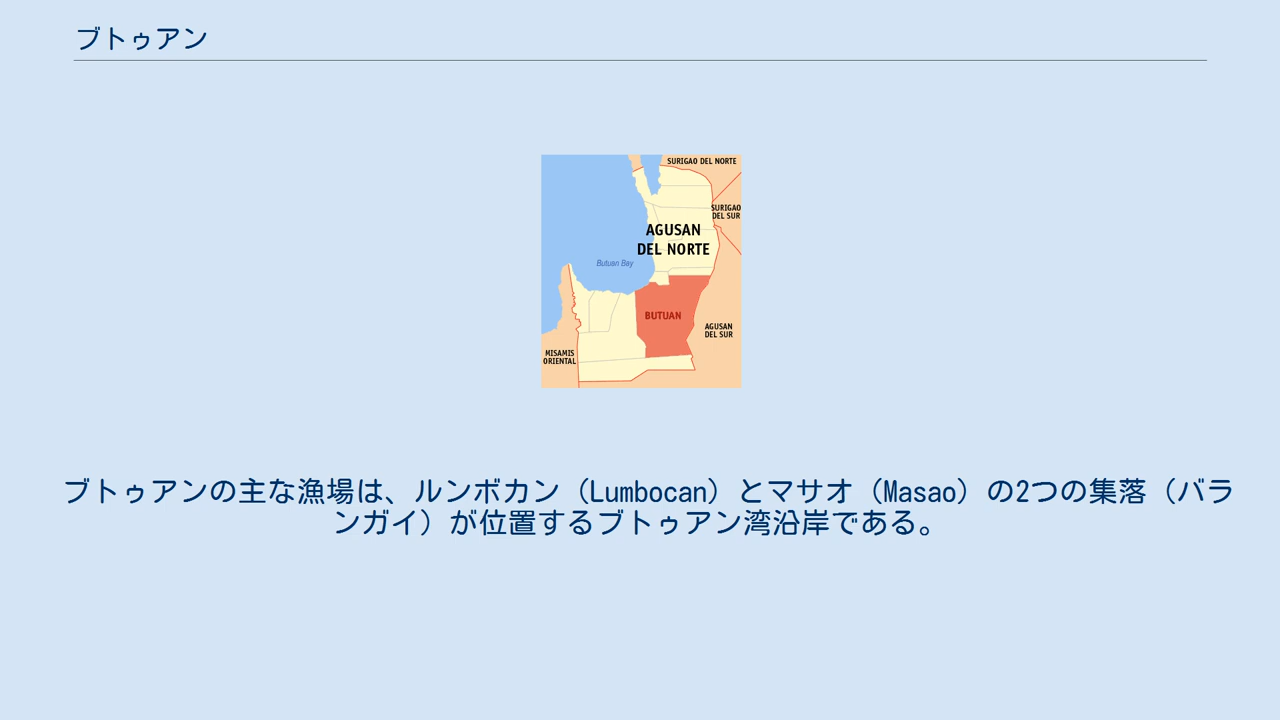 ブトゥアン
SURIGAO DEL NORTE
SURIGAO
DEL SUR
AGUSAN
DEL NORTE
Butuan Bay
BUTUAN
AGUSAN
DEL SUR
MISAMIS
ORIENTAL
ブトゥアンの主な漁場は、ルンボカン（Lumbocan）とマサオ（Masao）の2つの集落（バラ
ンガイ）が位置するブトゥアン湾沿岸である。